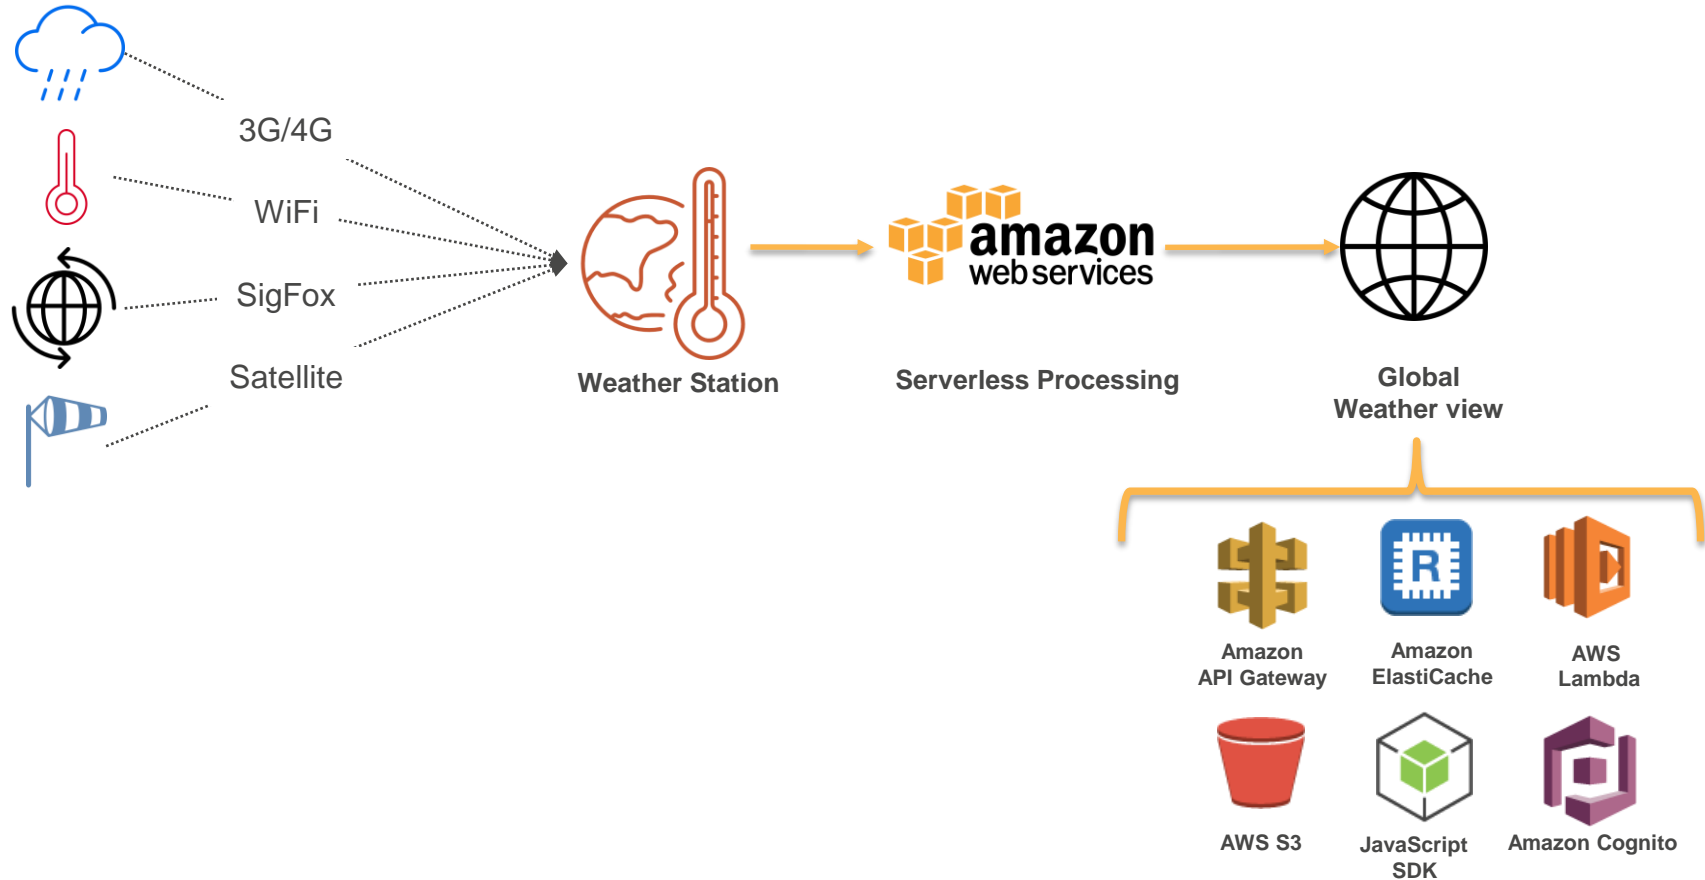 3G/4G
WiFi
SigFox
Satellite
Weather Station
amazon
web services
Serverless Processing
Global
Weather view
R
Amazon
API Gateway
Amazon
ElastiCache
AWS
Lambda
AWS S3
JavaScript
SDK
Amazon Cognito